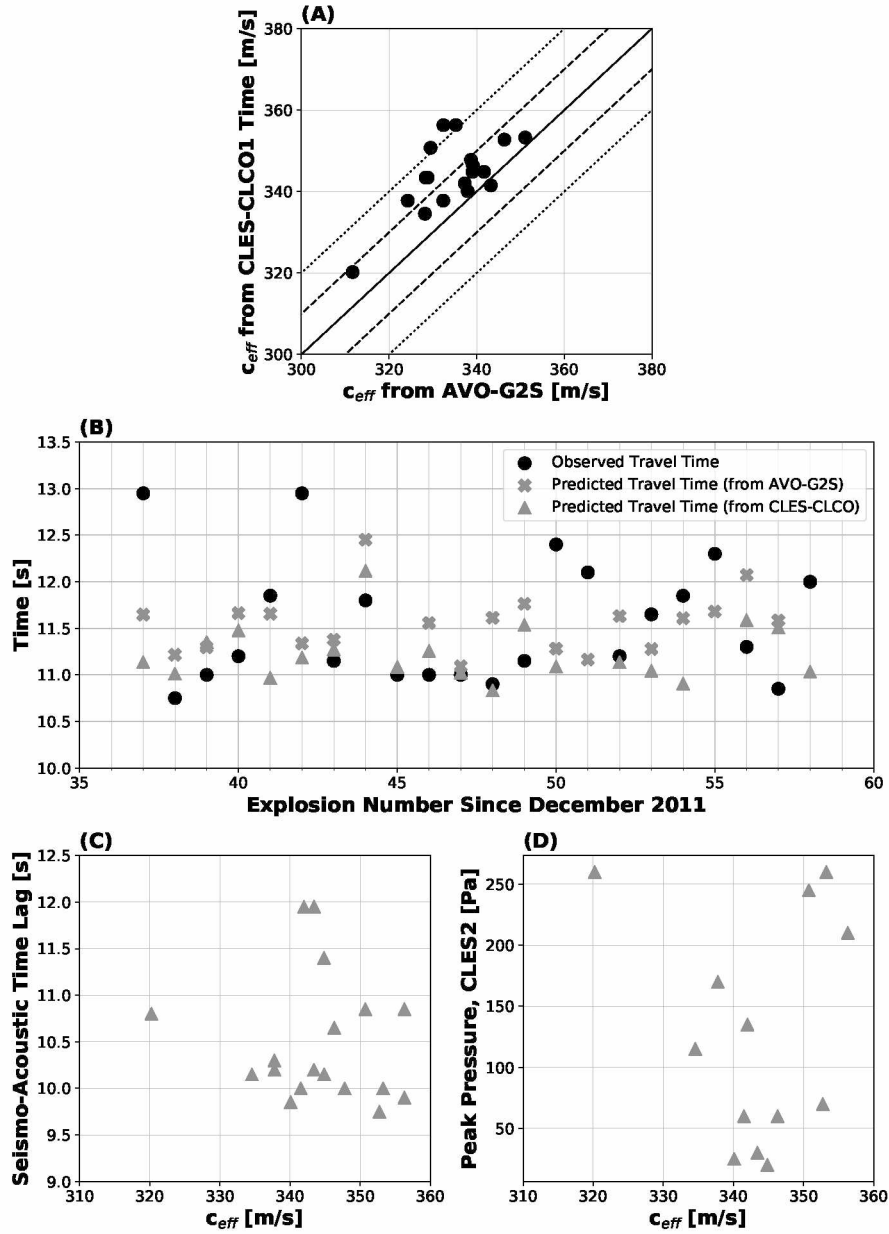 (A)
c_eff from CLES-CLCO1 Time [m/s]
380
360
340
320
300
300 320 340 360 380
c_eff from AVO-G2S [m/s]
(B)
Time [s]
13.5
13.0
12.5
12.0
11.5
11.0
10.5
10.0
Observed Travel Time
Predicted Travel Time (from AVO-G2S)
Predicted Travel Time (from CLES-CLCO)
35 40 45 50 55 60
Explosion Number Since December 2011
(C)
Seismo-Acoustic Time Lag [s]
12.5
12.0
11.5
11.0
10.5
10.0
9.5
9.0
310 320 330 340 350 360
c_eff [m/s]
(D)
Peak Pressure, CLES2 [Pa]
250
200
150
100
50
310 320 330 340 350 360
c_eff [m/s]